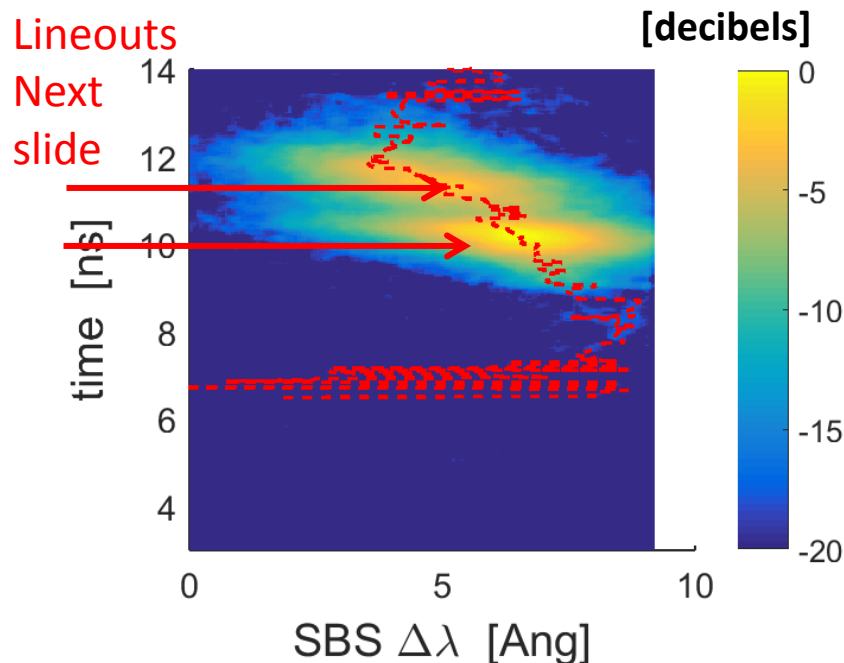 Lineouts
Next
slide
[decibels]
14
12
10
8
6
4
time [ns]
0
5
10
SBS Δλ [Ang]
0
-5
-10
-15
-20